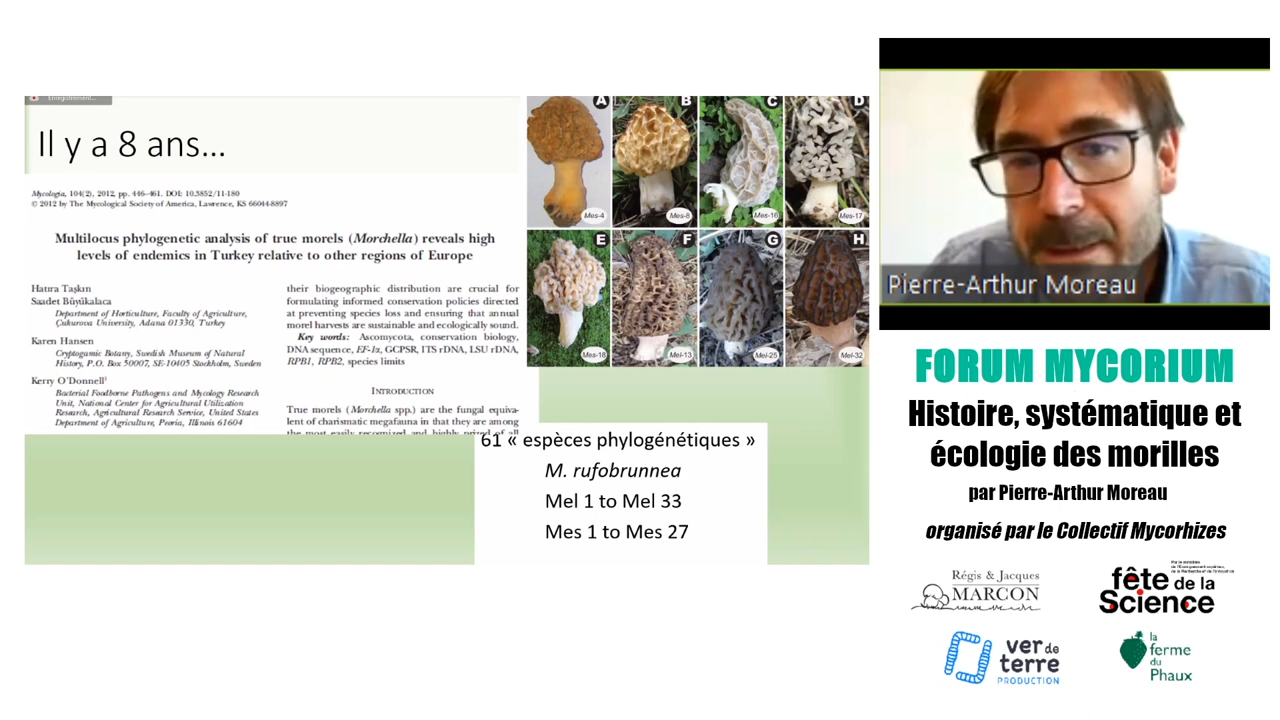 Enregistrement...
Il y a 8 ans...
Mycologia, 104(2), 2012, pp. 446–461. DOI: 10.3852/11-180
© 2012 by The Mycological Society of America, Lawrence, KS 66044-8897
Multilocus phylogenetic analysis of true morels (Morchella) reveals high
levels of endemics in Turkey relative to other regions of Europe
Hatıra Taşkın
Saadet Büyükalaca
Department of Horticulture, Faculty of Agriculture,
Çukurova University, Adana 01330, Turkey
Karen Hansen
Cryptogamic Botany, Swedish Museum of Natural
History, P.O. Box 50007, SE-10405 Stockholm, Sweden
Kerry O'Donnell¹
Bacterial Foodborne Pathogens and Mycology Research
Unit, National Center for Agricultural Utilization
Research, Agricultural Research Service, United States
Department of Agriculture, Peoria, Illinois 61604
their biogeographic distribution are crucial for
formulating informed conservation policies directed
at preventing species loss and ensuring that annual
morel harvests are sustainable and ecologically sound.
Key words: Ascomycota, conservation biology,
DNA sequence, EF-1α, GCPSR, ITS rDNA, LSU rDNA,
RPB1, RPB2, species limits
INTRODUCTION
True morels (Morchella spp.) are the fungal equiva-
lent of charismatic megafauna in that they are among
the most easily recognized and highly prized of all
A
B
C
D
Mes-4
Mes-8
Mes-16
Mes-17
E
F
G
H
Mes-18
Mel-13
Mel-25
Mel-32
61 « espèces phylogénétiques »
M. rufobrunnea
Mel 1 to Mel 33
Mes 1 to Mes 27
Pierre-Arthur Moreau
FORUM MYCORIUM
Histoire, systématique et
écologie des morilles
par Pierre-Arthur Moreau
organisé par le Collectif Mycorhizes
Régis & Jacques
MARCON
fête de la
Science
ver de
terre
PRODUCTION
la
ferme
du
Phaux